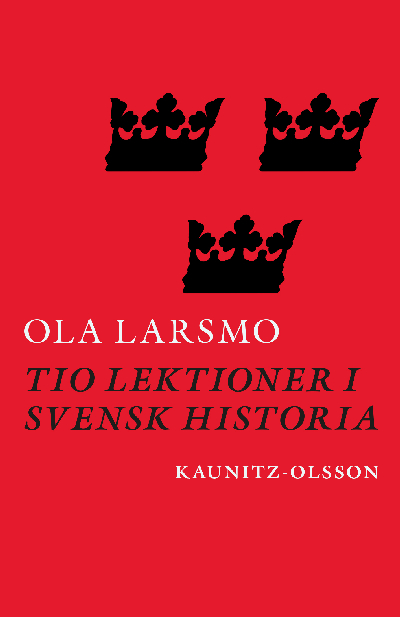 OLA LARSMO
TIO LEKTIONER I
SVENSK HISTORIA
KAUNITZ-OLSSON